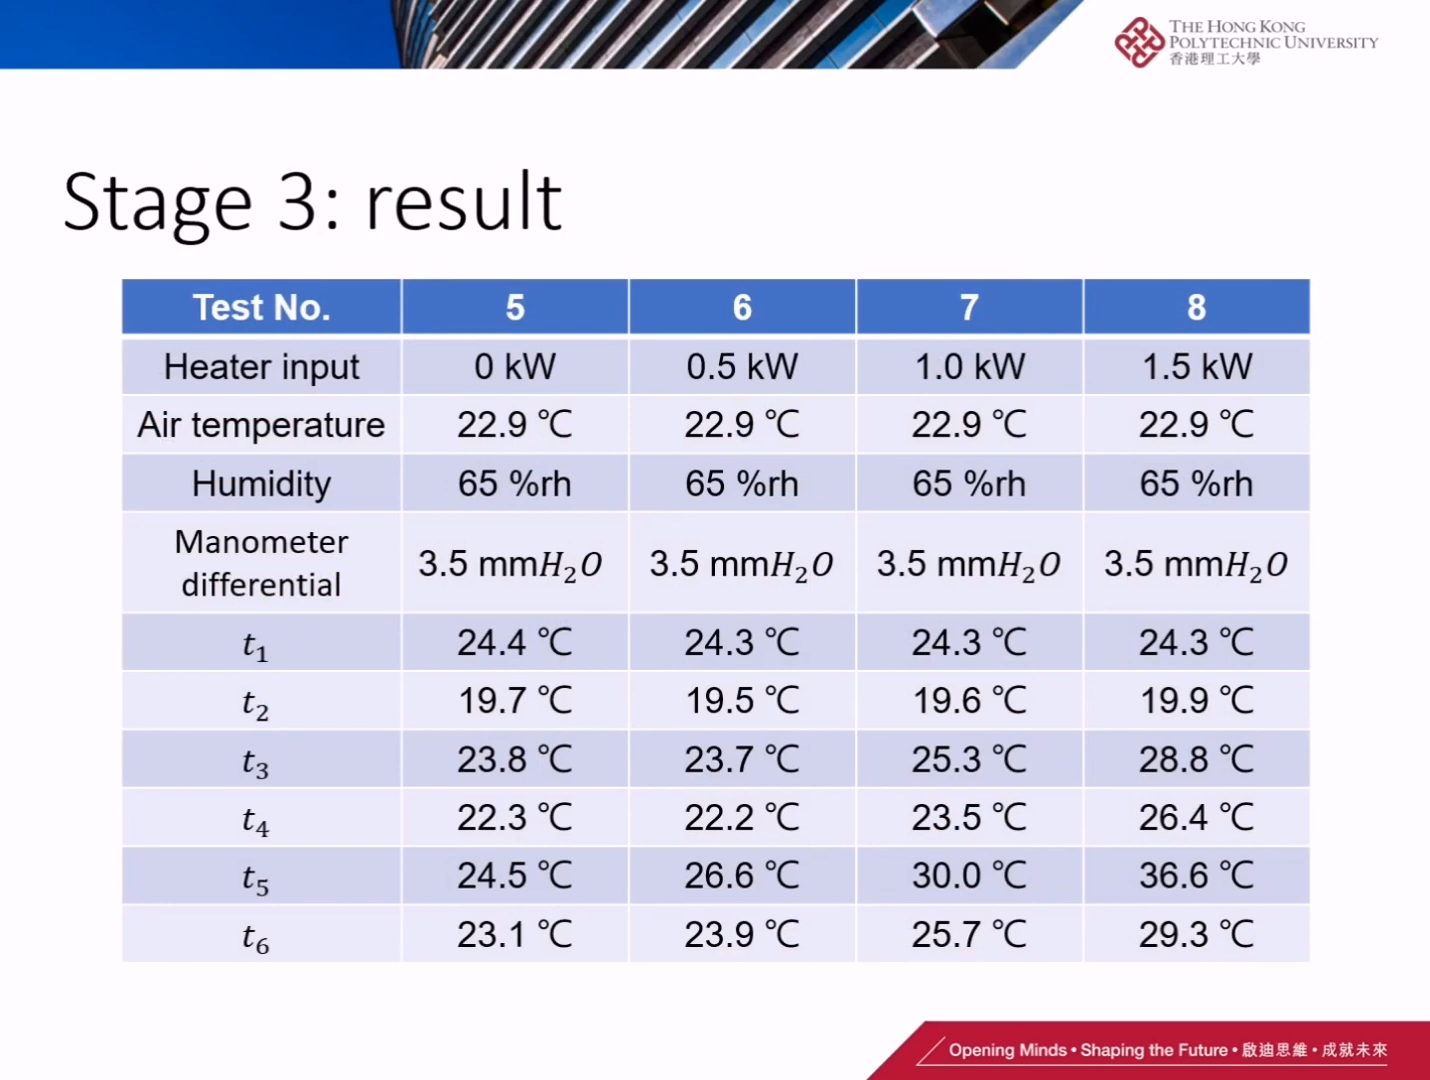 THE HONG KONG
POLYTECHNIC UNIVERSITY
香港理工大學
Stage 3: result
Test No. 5 6 7 8
Heater input 0 kW 0.5 kW 1.0 kW 1.5 kW
Air temperature 22.9 ℃ 22.9 ℃ 22.9 ℃ 22.9 ℃
Humidity 65 %rh 65 %rh 65 %rh 65 %rh
Manometer
differential 3.5 mmH₂O 3.5 mmH₂O 3.5 mmH₂O 3.5 mmH₂O
t₁ 24.4 ℃ 24.3 ℃ 24.3 ℃ 24.3 ℃
t₂ 19.7 ℃ 19.5 ℃ 19.6 ℃ 19.9 ℃
t₃ 23.8 ℃ 23.7 ℃ 25.3 ℃ 28.8 ℃
t₄ 22.3 ℃ 22.2 ℃ 23.5 ℃ 26.4 ℃
t₅ 24.5 ℃ 26.6 ℃ 30.0 ℃ 36.6 ℃
t₆ 23.1 ℃ 23.9 ℃ 25.7 ℃ 29.3 ℃
Opening Minds • Shaping the Future • 啟迪思維 • 成就未來